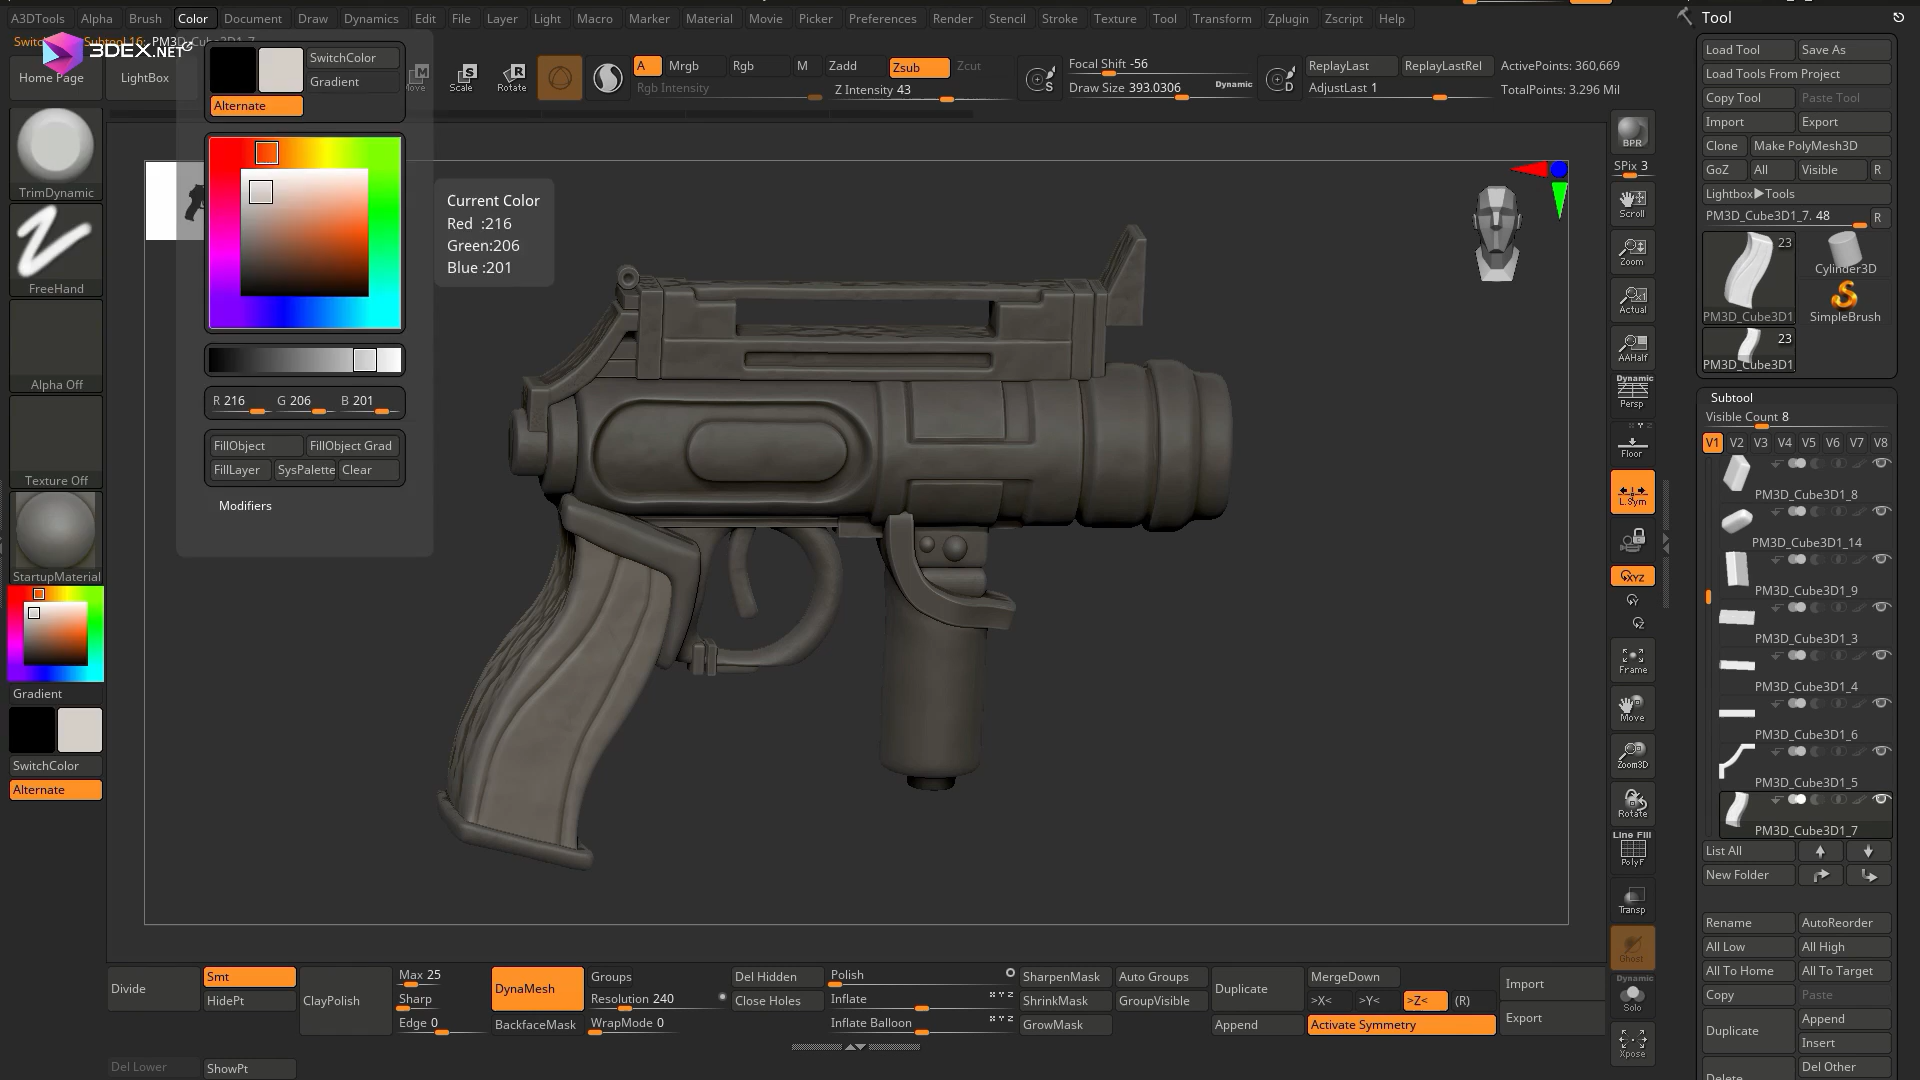 A3DTools Alpha Brush Color Document Draw Dynamics Edit File Layer Light Macro Marker Material Movie Picker Preferences Render Stencil Stroke Texture Tool Transform Zplugin Zscript Help
Subtool 16: PM3D_Cube3D1_7
3DEX.NET
Home Page LightBox
SwitchColor
Gradient
Alternate
Move Scale Rotate
A Mrgb Rgb M Zadd Zsub Zcut
Rgb Intensity Z Intensity 43
Focal Shift -56
Draw Size 393.0306 Dynamic
ReplayLast ReplayLastRel
AdjustLast 1
ActivePoints: 360,669
TotalPoints: 3.296 Mil
TrimDynamic
FreeHand
Alpha Off
Texture Off
StartupMaterial
Gradient
SwitchColor
Alternate
Current Color
Red :216
Green:206
Blue :201
R 216 G 206 B 201
FillObject FillObject Grad
FillLayer SysPalette Clear
Modifiers
BPR
SPix 3
Scroll
Zoom
Actual
AAHalf
Dynamic
Persp
Floor
L.Sym
XYZ
Y
Z
Frame
Move
Zoom3D
Rotate
Line Fill
PolyF
Transp
Ghost
Dynamic
Solo
Xpose
Tool
Load Tool Save As
Load Tools From Project
Copy Tool Paste Tool
Import Export
Clone Make PolyMesh3D
GoZ All Visible R
Lightbox▶Tools
PM3D_Cube3D1_7. 48 R
23
Cylinder3D
PM3D_Cube3D1 SimpleBrush
23
PM3D_Cube3D1
Subtool
Visible Count 8
V1 V2 V3 V4 V5 V6 V7 V8
PM3D_Cube3D1_8
PM3D_Cube3D1_14
PM3D_Cube3D1_9
PM3D_Cube3D1_3
PM3D_Cube3D1_4
PM3D_Cube3D1_6
PM3D_Cube3D1_5
PM3D_Cube3D1_7
List All
New Folder
Rename AutoReorder
All Low All High
All To Home All To Target
Copy Paste
Duplicate Append
Insert
Delete Del Other
Divide Smt
HidePt
ClayPolish
Max 25
Sharp
Edge 0
DynaMesh
BackfaceMask
Groups
Resolution 240
WrapMode 0
Del Hidden
Close Holes
Polish
Inflate
Inflate Balloon
SharpenMask
ShrinkMask
GrowMask
Auto Groups
GroupVisible
Duplicate
Append
MergeDown
>X< >Y< >Z< (R)
Activate Symmetry
Import
Export
Del Lower ShowPt